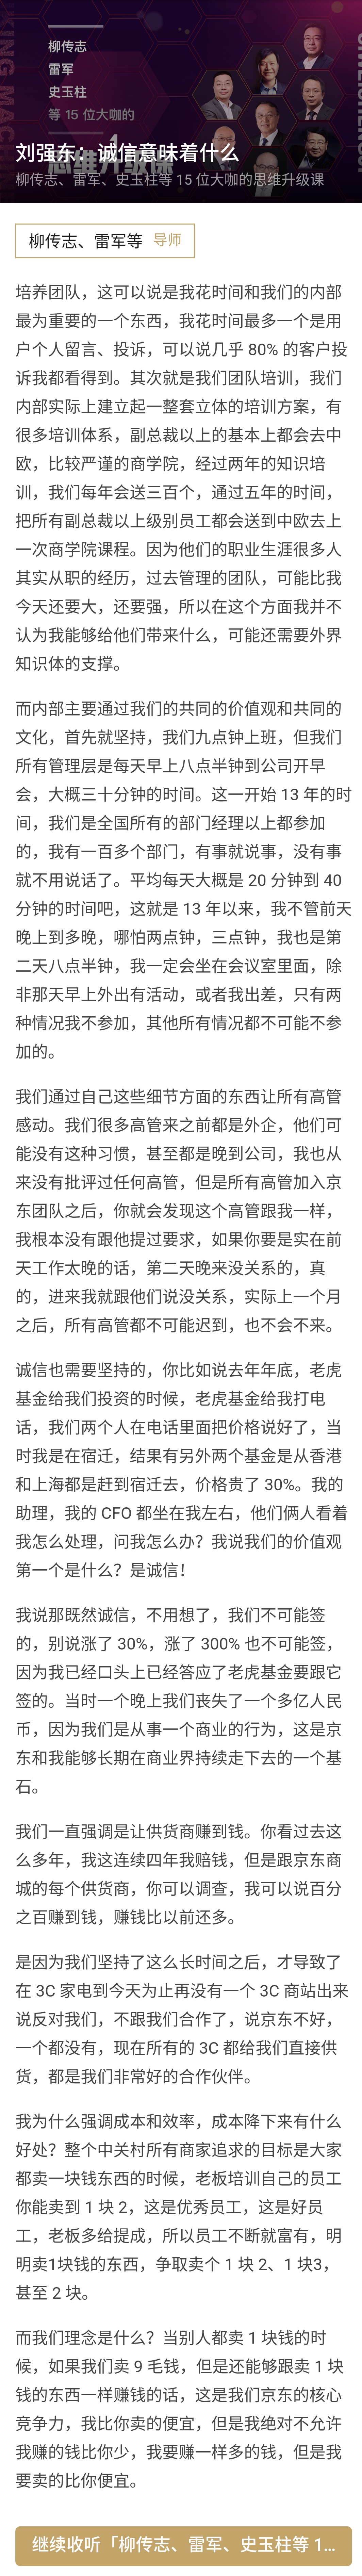 KING MAC
柳传志
雷军
史玉柱
等 15 位大咖的
思维升级课
刘强东：诚信意味着什么
柳传志、雷军、史玉柱等 15 位大咖的思维升级课
柳传志、雷军等 导师
培养团队，这可以说是我花时间和我们的内部
最为重要的一个东西，我花时间最多一个是用
户个人留言、投诉，可以说几乎 80% 的客户投
诉我都看得到。其次就是我们团队培训，我们
内部实际上建立起一整套立体的培训方案，有
很多培训体系，副总裁以上的基本上都会去中
欧，比较严谨的商学院，经过两年的知识培
训，我们每年会送三百个，通过五年的时间，
把所有副总裁以上级别员工都会送到中欧去上
一次商学院课程。因为他们的职业生涯很多人
其实从职的经历，过去管理的团队，可能比我
今天还要大，还要强，所以在这个方面我并不
认为我能够给他们带来什么，可能还需要外界
知识体的支撑。
而内部主要通过我们的共同的价值观和共同的
文化，首先就坚持，我们九点钟上班，但我们
所有管理层是每天早上八点半钟到公司开早
会，大概三十分钟的时间。这一开始 13 年的时
间，我们是全国所有的部门经理以上都参加
的，我有一百多个部门，有事就说事，没有事
就不用说话了。平均每天大概是 20 分钟到 40
分钟的时间吧，这就是 13 年以来，我不管前天
晚上到多晚，哪怕两点钟，三点钟，我也是第
二天八点半钟，我一定会坐在会议室里面，除
非那天早上外出有活动，或者我出差，只有两
种情况我不参加，其他所有情况都不可能不参
加的。
我们通过自己这些细节方面的东西让所有高管
感动。我们很多高管来之前都是外企，他们可
能没有这种习惯，甚至都是晚到公司，我也从
来没有批评过任何高管，但是所有高管加入京
东团队之后，你就会发现这个高管跟我一样，
我根本没有跟他提过要求，如果你要是实在前
天工作太晚的话，第二天晚来没关系的，真
的，进来我就跟他们说没关系，实际上一个月
之后，所有高管都不可能迟到，也不会不来。
诚信也需要坚持的，你比如说去年年底，老虎
基金给我们投资的时候，老虎基金给我打电
话，我们两个人在电话里面把价格说好了，当
时我是在宿迁，结果有另外两个基金是从香港
和上海都是赶到宿迁去，价格贵了 30%。我的
助理，我的 CFO 都坐在我左右，他们俩人看着
我怎么处理，问我怎么办？我说我们的价值观
第一个是什么？是诚信！
我说那既然诚信，不用想了，我们不可能签
的，别说涨了 30%，涨了 300% 也不可能签，
因为我已经口头上已经答应了老虎基金要跟它
签的。当时一个晚上我们丧失了一个多亿人民
币，因为我们是从事一个商业的行为，这是京
东和我能够长期在商业界持续走下去的一个基
石。
我们一直强调是让供货商赚到钱。你看过去这
么多年，我这连续四年我赔钱，但是跟京东商
城的每个供货商，你可以调查，我可以说百分
之百赚到钱，赚钱比以前还多。
是因为我们坚持了这么长时间之后，才导致了
在 3C 家电到今天为止再没有一个 3C 商站出来
说反对我们，不跟我们合作了，说京东不好，
一个都没有，现在所有的 3C 都给我们直接供
货，都是我们非常好的合作伙伴。
我为什么强调成本和效率，成本降下来有什么
好处？整个中关村所有商家追求的目标是大家
都卖一块钱东西的时候，老板培训自己的员工
你能卖到 1 块 2，这是优秀员工，这是好员
工，老板多给提成，所以员工不断就富有，明
明卖1块钱的东西，争取卖个 1 块 2、1 块3，
甚至 2 块。
而我们理念是什么？当别人都卖 1 块钱的时
候，如果我们卖 9 毛钱，但是还能够跟卖 1 块
钱的东西一样赚钱的话，这是我们京东的核心
竞争力，我比你卖的便宜，但是我绝对不允许
我赚的钱比你少，我要赚一样多的钱，但是我
要卖的比你便宜。
继续收听「柳传志、雷军、史玉柱等 1...